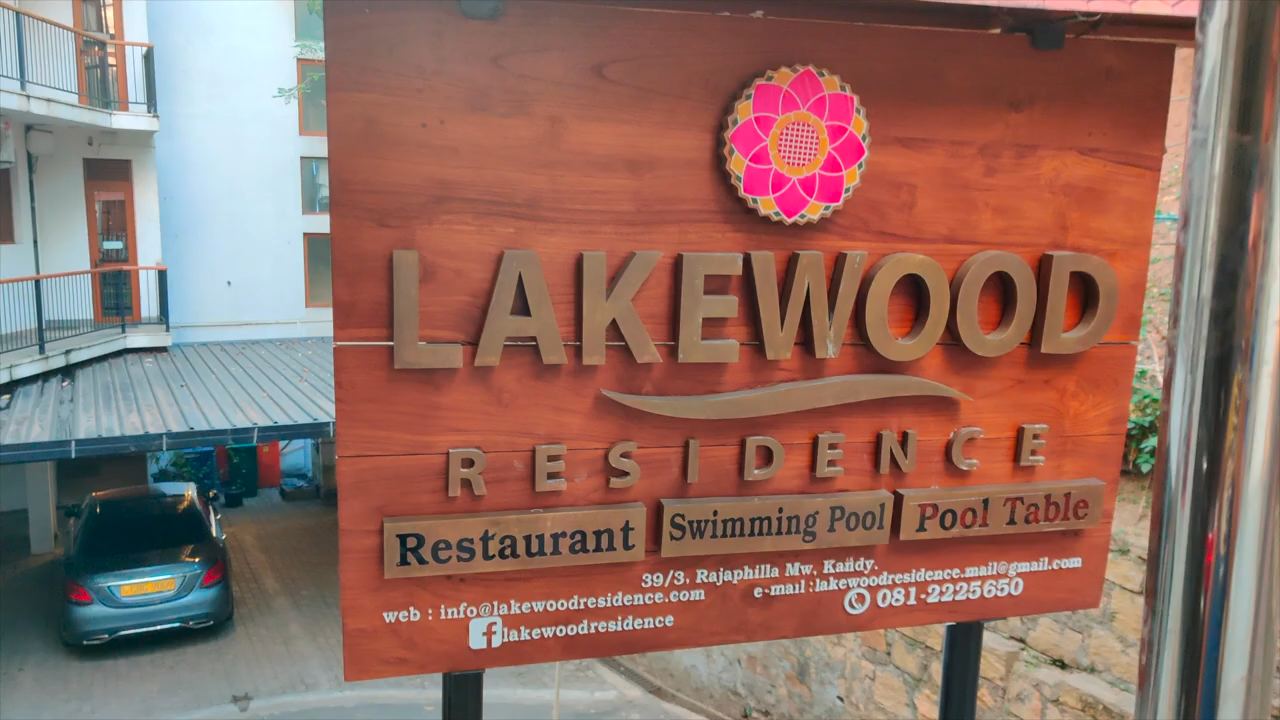 LAKEWOOD
RESIDENCE
Restaurant Swimming Pool Pool Table
39/3, Rajaphilla Mw, Kandy.
web : info@lakewoodresidence.com e-mail :lakewoodresidence.mail@gmail.com
lakewoodresidence 081-2225650